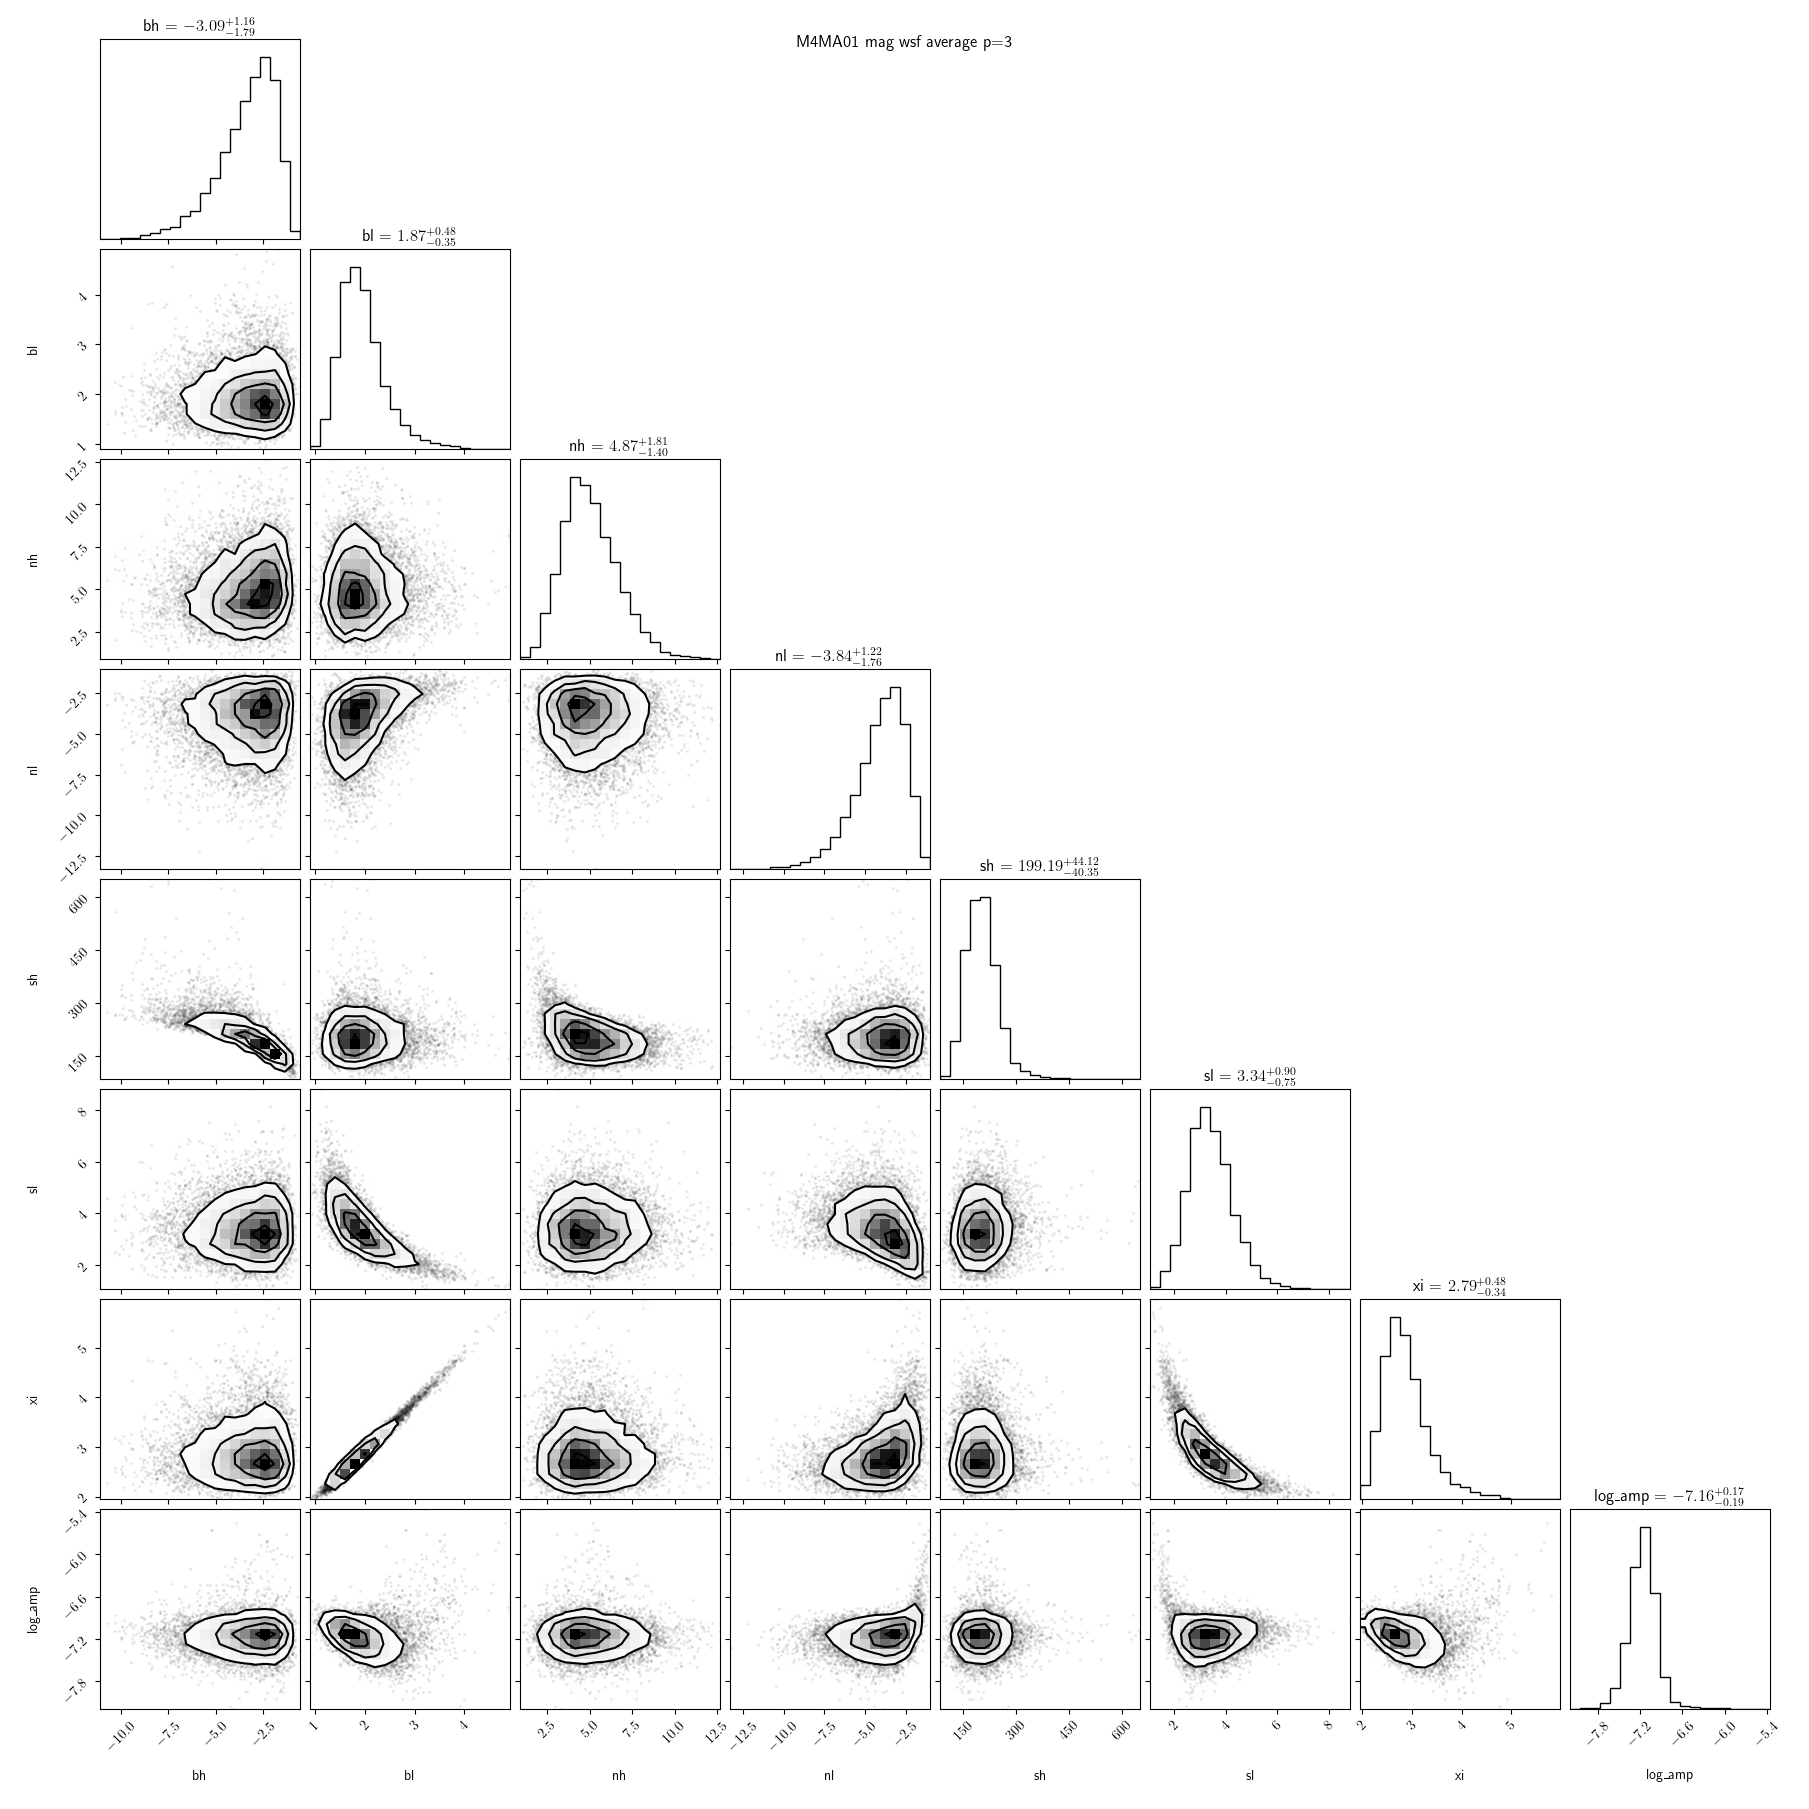 M4MA01 mag wsf average p=3
bh = −3.09 +1.16 −1.79
bl = 1.87 +0.48 −0.35
nh = 4.87 +1.81 −1.40
nl = −3.84 +1.22 −1.76
sh = 199.19 +44.12 −40.35
sl = 3.34 +0.90 −0.75
xi = 2.79 +0.48 −0.34
log_amp = −7.16 +0.17 −0.19
bl
4
3
2
1
nh
12.5
10.0
7.5
5.0
2.5
nl
−2.5
−5.0
−7.5
−10.0
−12.5
sh
600
450
300
150
sl
8
6
4
2
xi
5
4
3
2
log_amp
−5.4
−6.0
−6.6
−7.2
−7.8
−10.0 −7.5 −5.0 −2.5
1 2 3 4
2.5 5.0 7.5 10.0 12.5
−12.5 −10.0 −7.5 −5.0 −2.5
150 300 450 600
2 4 6 8
2 3 4 5
−7.8 −7.2 −6.6 −6.0 −5.4
bh bl nh nl sh sl xi log_amp